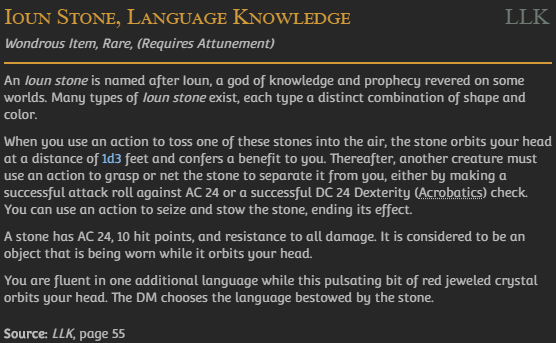 Ioun Stone, Language Knowledge LLK
Wondrous Item, Rare, (Requires Attunement)
An Ioun stone is named after Ioun, a god of knowledge and prophecy revered on some
worlds. Many types of Ioun stone exist, each type a distinct combination of shape and
color.
When you use an action to toss one of these stones into the air, the stone orbits your head
at a distance of 1d3 feet and confers a benefit to you. Thereafter, another creature must
use an action to grasp or net the stone to separate it from you, either by making a
successful attack roll against AC 24 or a successful DC 24 Dexterity (Acrobatics) check.
You can use an action to seize and stow the stone, ending its effect.
A stone has AC 24, 10 hit points, and resistance to all damage. It is considered to be an
object that is being worn while it orbits your head.
You are fluent in one additional language while this pulsating bit of red jeweled crystal
orbits your head. The DM chooses the language bestowed by the stone.
Source: LLK, page 55